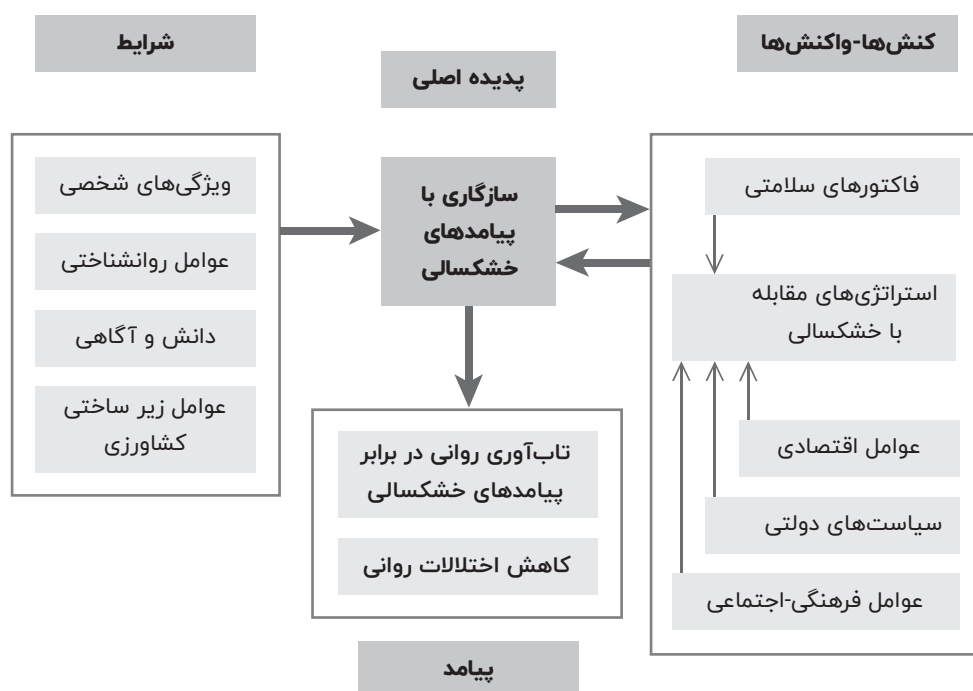 کنش‌ها-واکنش‌ها
شرایط
پدیده اصلی
فاکتورهای سلامتی
استراتژی‌های مقابله
با خشکسالی
عوامل اقتصادی
سیاست‌های دولتی
عوامل فرهنگی-اجتماعی
سازگاری با
پیامدهای
خشکسالی
ویژگی‌های شخصی
عوامل روانشناختی
دانش و آگاهی
عوامل زیر ساختی
کشاورزی
تاب‌آوری روانی در برابر
پیامدهای خشکسالی
کاهش اختلالات روانی
پیامد